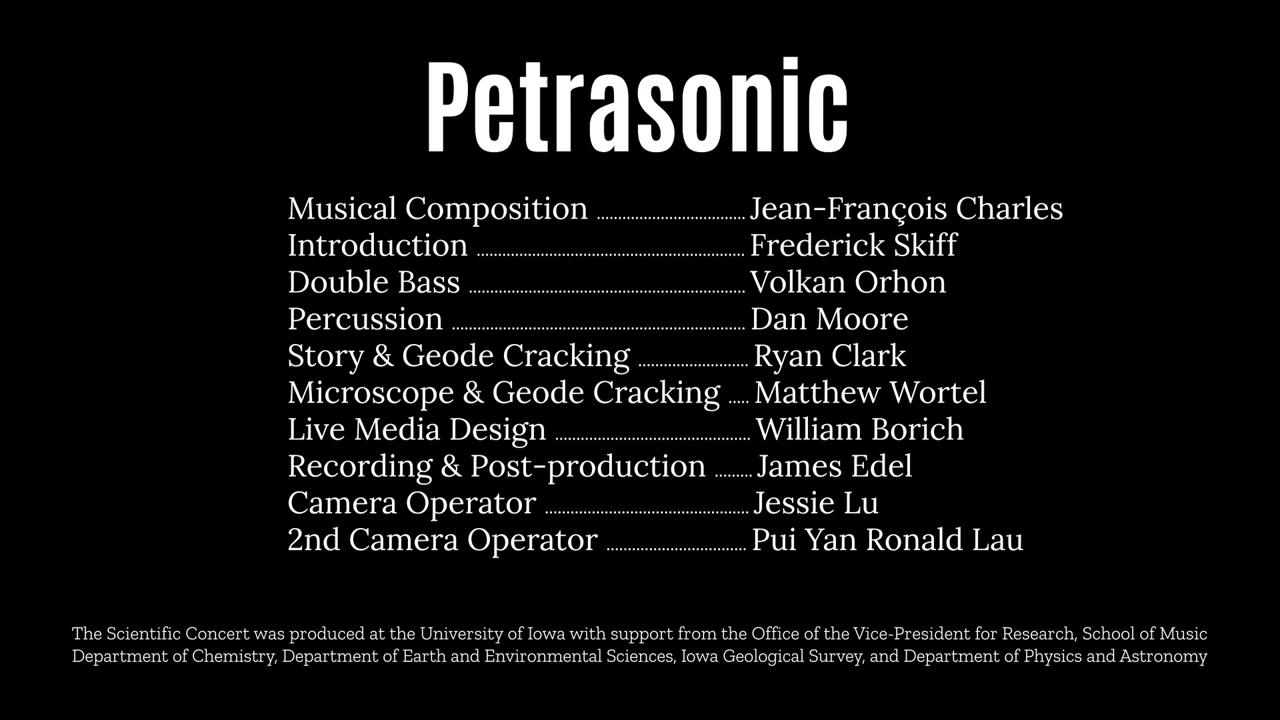 Petrasonic
Musical Composition ................................... Jean-François Charles
Introduction ............................................................... Frederick Skiff
Double Bass ................................................................. Volkan Orhon
Percussion ..................................................................... Dan Moore
Story & Geode Cracking .......................... Ryan Clark
Microscope & Geode Cracking ..... Matthew Wortel
Live Media Design .............................................. William Borich
Recording & Post-production ......... James Edel
Camera Operator ................................................ Jessie Lu
2nd Camera Operator ................................. Pui Yan Ronald Lau
The Scientific Concert was produced at the University of Iowa with support from the Office of the Vice-President for Research, School of Music
Department of Chemistry, Department of Earth and Environmental Sciences, Iowa Geological Survey, and Department of Physics and Astronomy